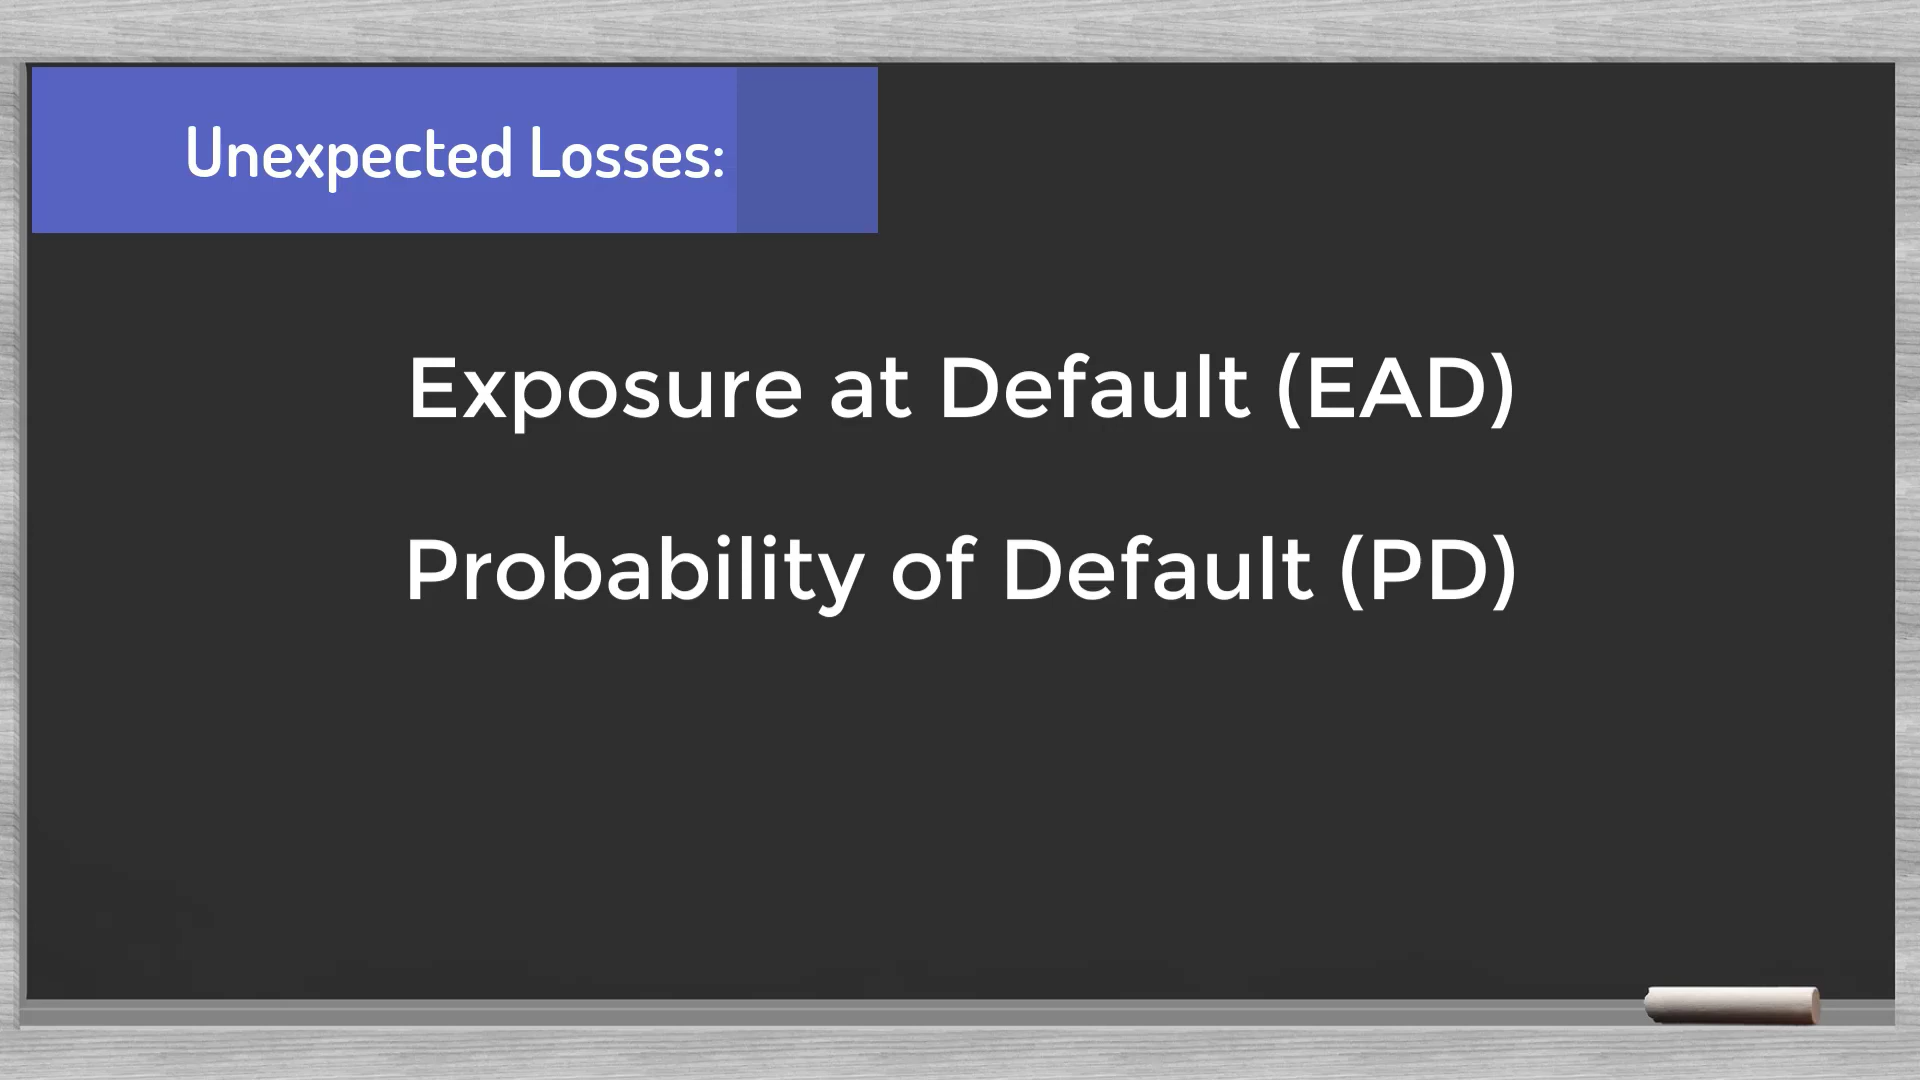 Unexpected Losses:
Exposure at Default (EAD)
Probability of Default (PD)